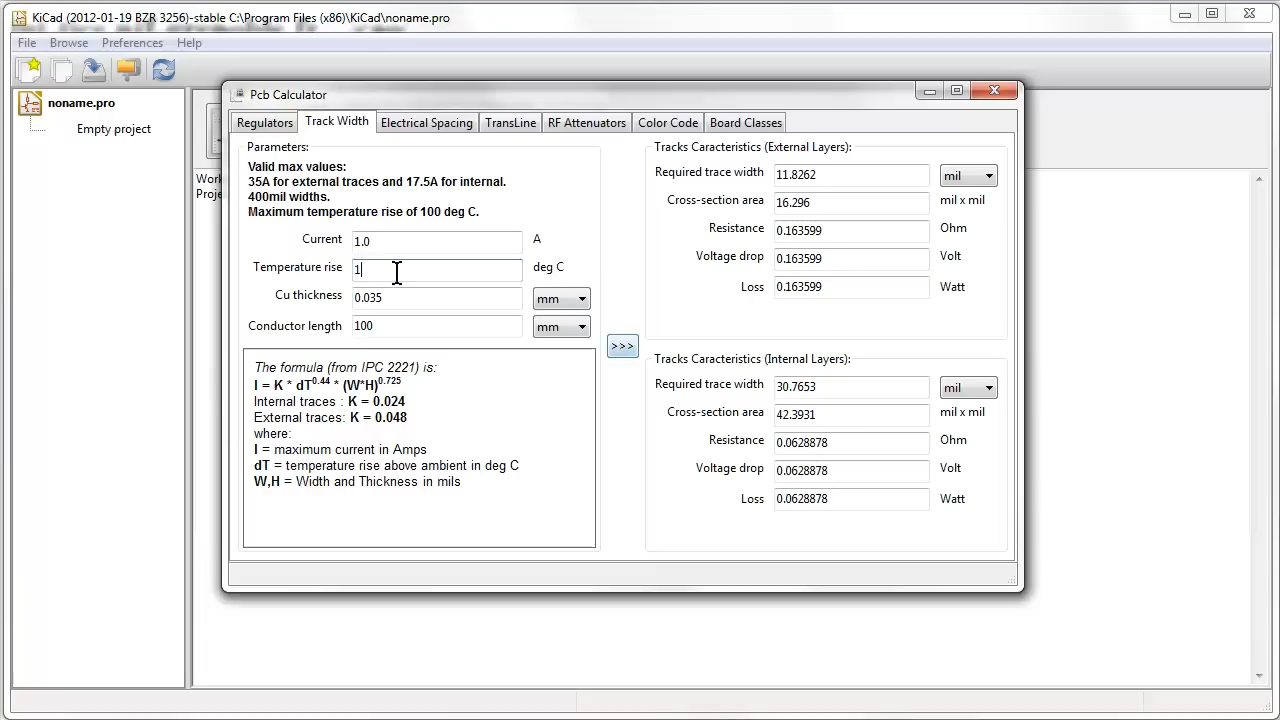 KiCad (2012-01-19 BZR 3256)-stable C:\Program Files (x86)\KiCad\noname.pro
File Browse Preferences Help
noname.pro
Empty project
Work
Proje
Pcb Calculator
Regulators Track Width Electrical Spacing TransLine RF Attenuators Color Code Board Classes
Parameters:
Valid max values:
35A for external traces and 17.5A for internal.
400mil widths.
Maximum temperature rise of 100 deg C.
Current 1.0 A
Temperature rise 1 deg C
Cu thickness 0.035 mm
Conductor length 100 mm
The formula (from IPC 2221) is:
I = K * dT0.44 * (W*H)0.725
Internal traces : K = 0.024
External traces: K = 0.048
where:
I = maximum current in Amps
dT = temperature rise above ambient in deg C
W,H = Width and Thickness in mils
>>>
Tracks Caracteristics (External Layers):
Required trace width 11.8262 mil
Cross-section area 16.296 mil x mil
Resistance 0.163599 Ohm
Voltage drop 0.163599 Volt
Loss 0.163599 Watt
Tracks Caracteristics (Internal Layers):
Required trace width 30.7653 mil
Cross-section area 42.3931 mil x mil
Resistance 0.0628878 Ohm
Voltage drop 0.0628878 Volt
Loss 0.0628878 Watt